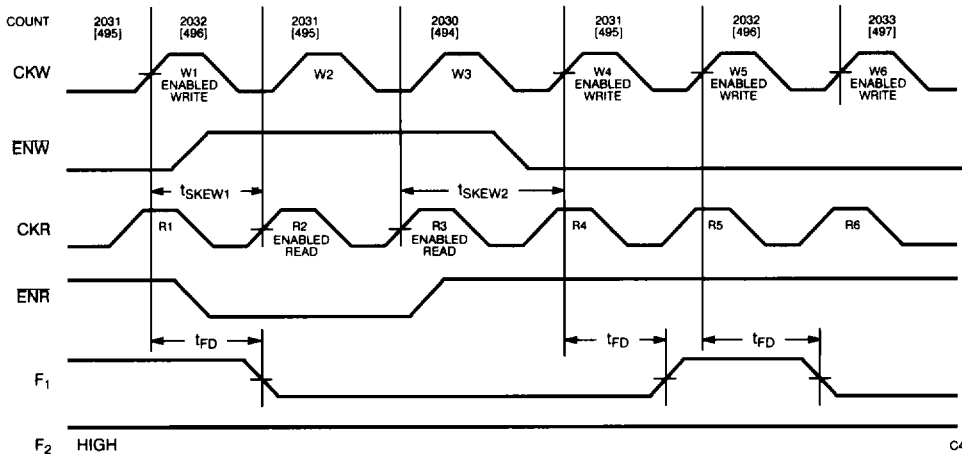 COUNT 2031 2032 2031 2030 2031 2032 2033
[495] [496] [495] [494] [495] [496] [497]
CKW W1 W2 W3 W4 W5 W6
ENABLED ENABLED ENABLED ENABLED
WRITE WRITE WRITE WRITE
ENW
tSKEW1 tSKEW2
CKR R1 R2 R3 R4 R5 R6
ENABLED ENABLED
READ READ
ENR
tFD tFD tFD
F1
F2 HIGH C4